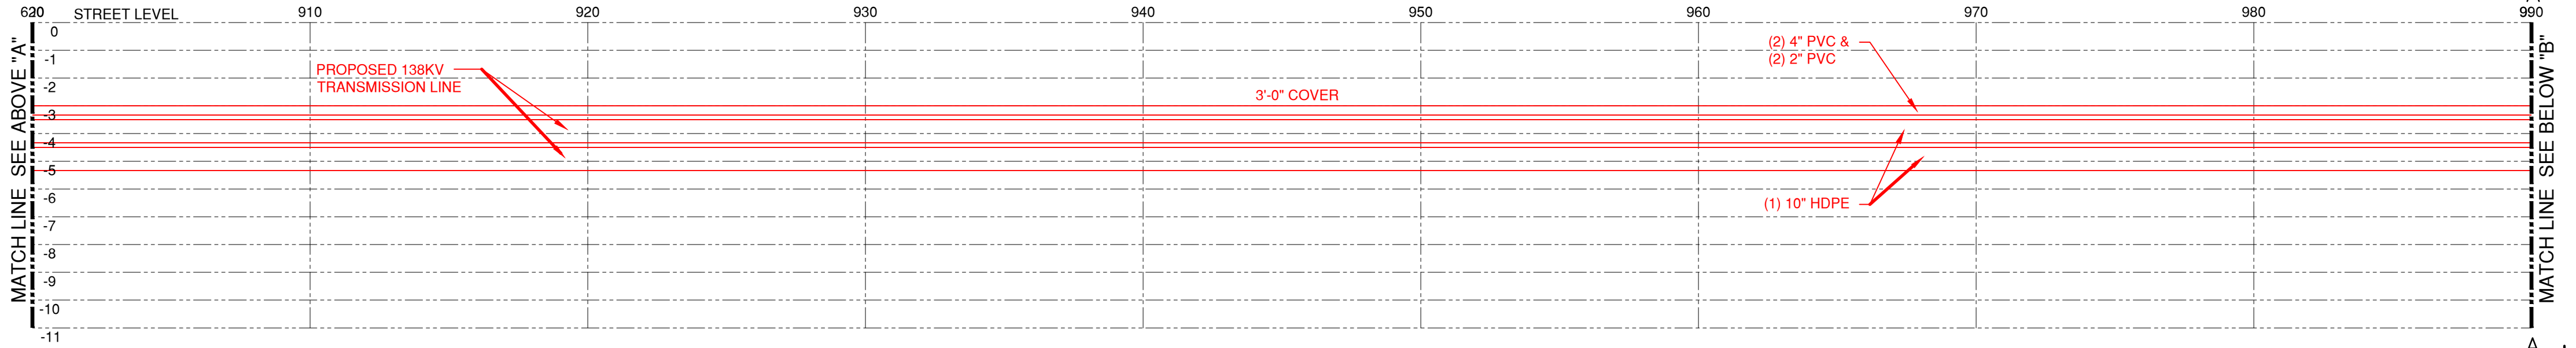 910 920 930 940 950 960 970 980 990
STREET LEVEL
0
-1
-2
-3
-4
-5
-6
-7
-8
-9
-10
-11
MATCH LINE SEE ABOVE "A"
PROPOSED 138KV
TRANSMISSION LINE
3'-0" COVER
(2) 4" PVC &
(2) 2" PVC
(1) 10" HDPE
MATCH LINE SEE BELOW "B"